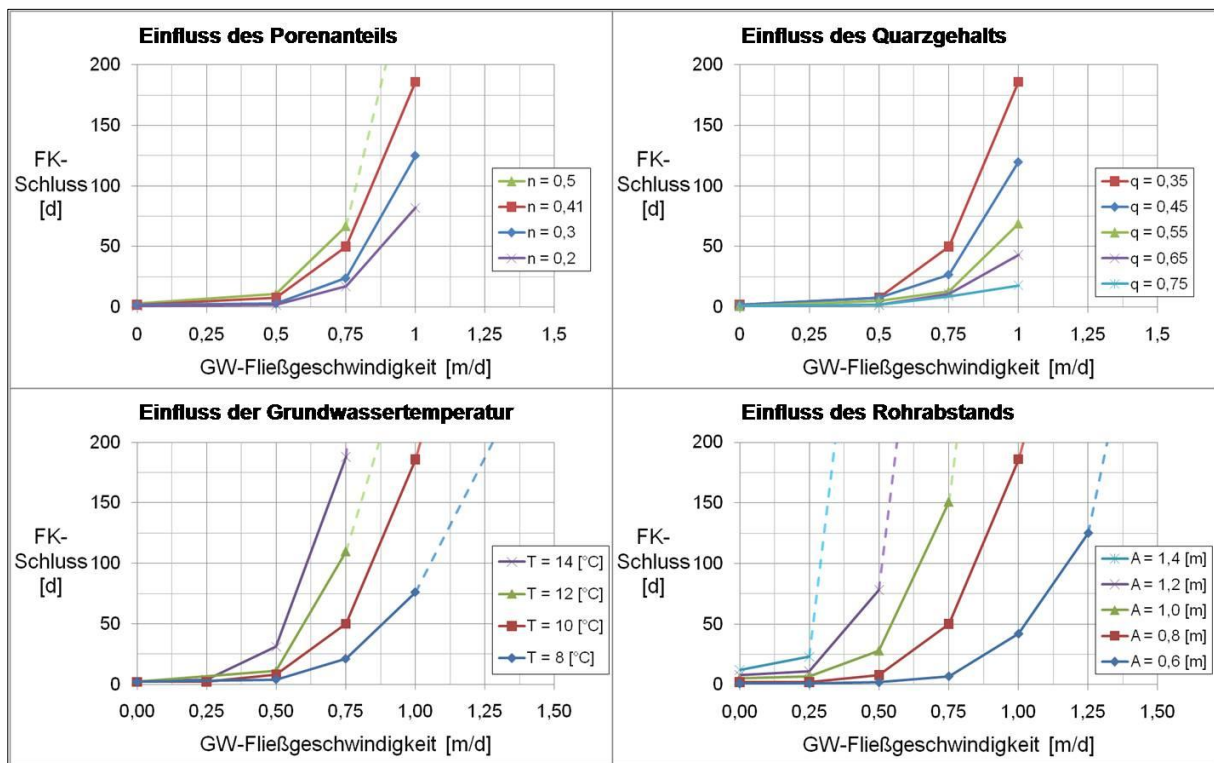 Einfluss des Porenanteils
200
150
100
50
0
FK-
Schluss
[d]
n = 0,5
n = 0,41
n = 0,3
n = 0,2
0 0,25 0,5 0,75 1 1,25 1,5
GW-Fließgeschwindigkeit [m/d]
Einfluss des Quarzgehalts
200
150
100
50
0
FK-
Schluss
[d]
q = 0,35
q = 0,45
q = 0,55
q = 0,65
q = 0,75
0 0,25 0,5 0,75 1 1,25 1,5
GW-Fließgeschwindigkeit [m/d]
Einfluss der Grundwassertemperatur
200
150
100
50
0
FK-
Schluss
[d]
T = 14 [°C]
T = 12 [°C]
T = 10 [°C]
T = 8 [°C]
0,00 0,25 0,50 0,75 1,00 1,25 1,50
GW-Fließgeschwindigkeit [m/d]
Einfluss des Rohrabstands
200
150
100
50
0
FK-
Schluss
[d]
A = 1,4 [m]
A = 1,2 [m]
A = 1,0 [m]
A = 0,8 [m]
A = 0,6 [m]
0,00 0,25 0,50 0,75 1,00 1,25 1,50
GW-Fließgeschwindigkeit [m/d]